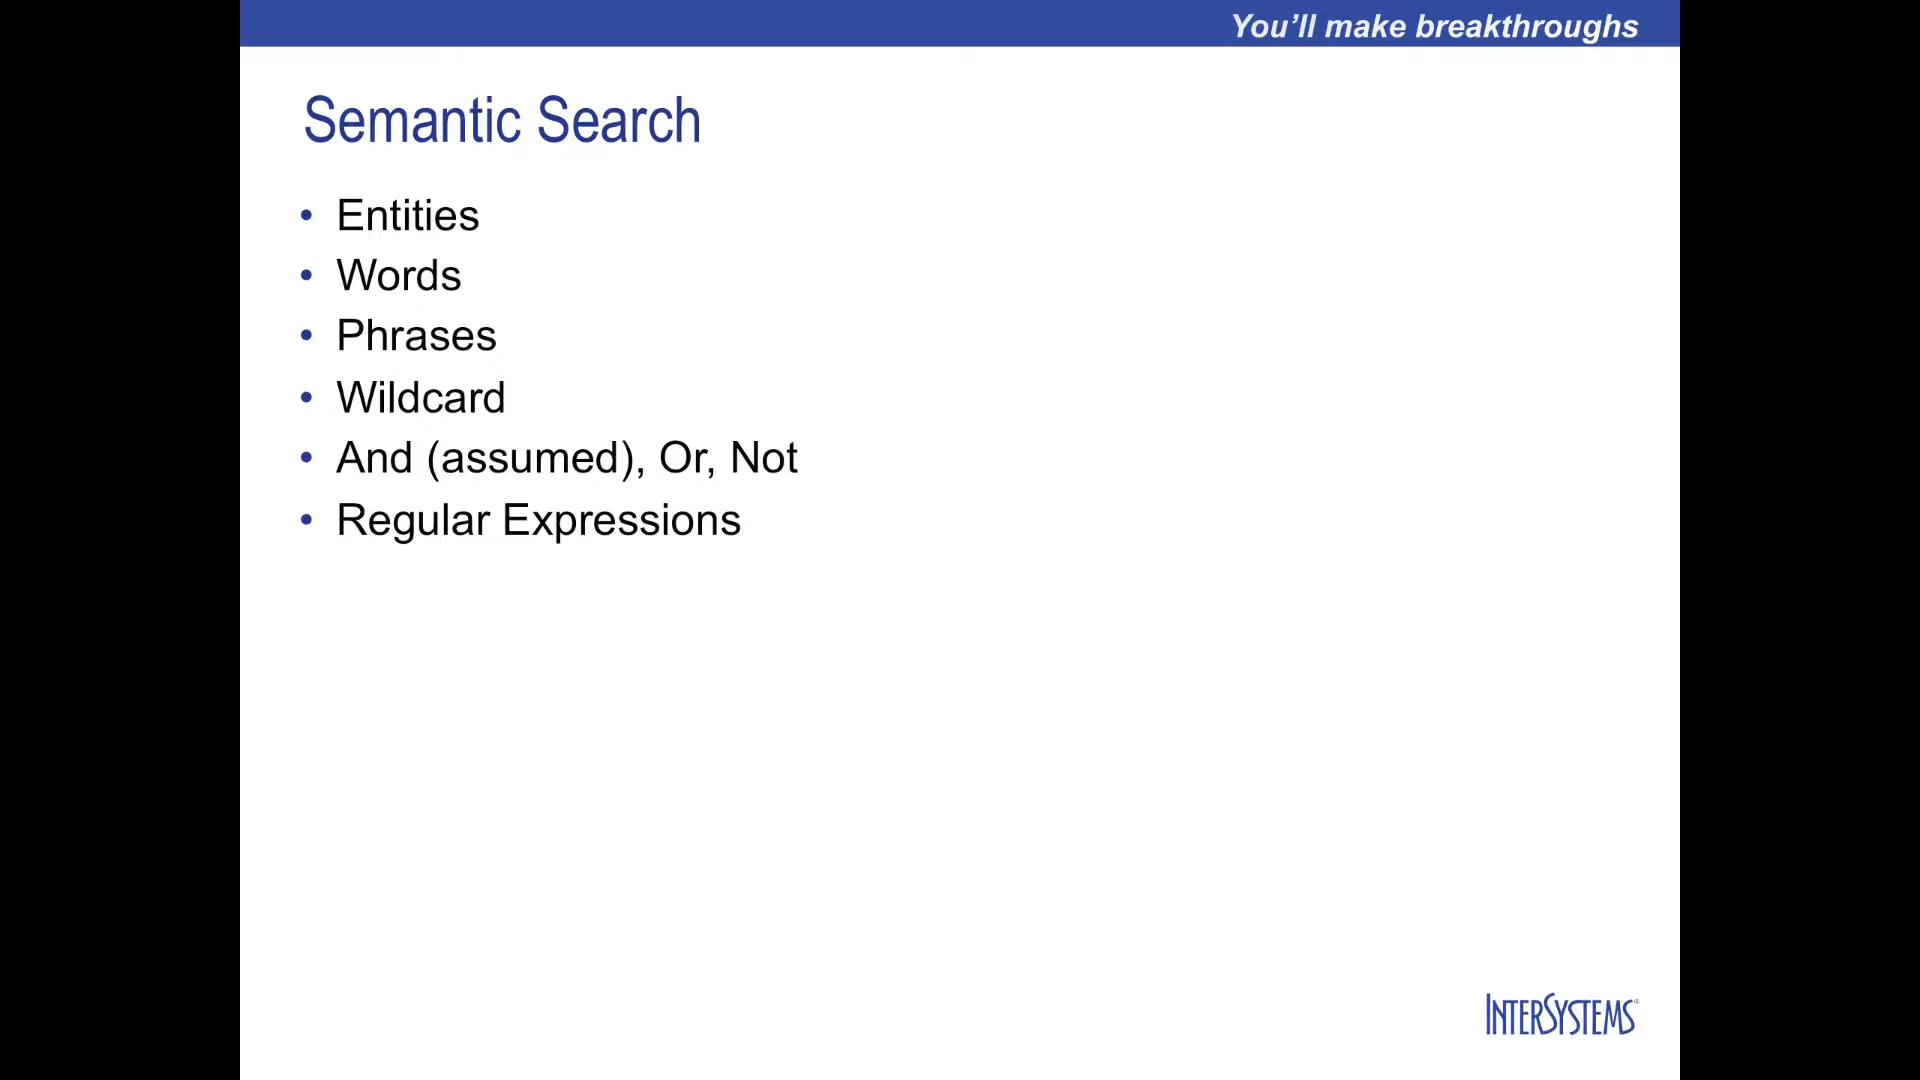 You’ll make breakthroughs
Semantic Search
• Entities
• Words
• Phrases
• Wildcard
• And (assumed), Or, Not
• Regular Expressions
INTERSYSTEMS®